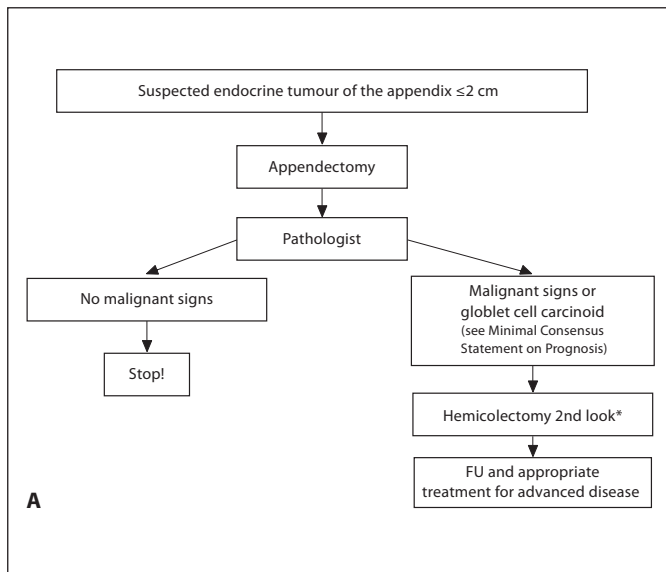 Suspected endocrine tumour of the appendix ≤2 cm
Appendectomy
Pathologist
No malignant signs
Stop!
Malignant signs or
globlet cell carcinoid
(see Minimal Consensus
Statement on Prognosis)
Hemicolectomy 2nd look*
FU and appropriate
treatment for advanced disease
A